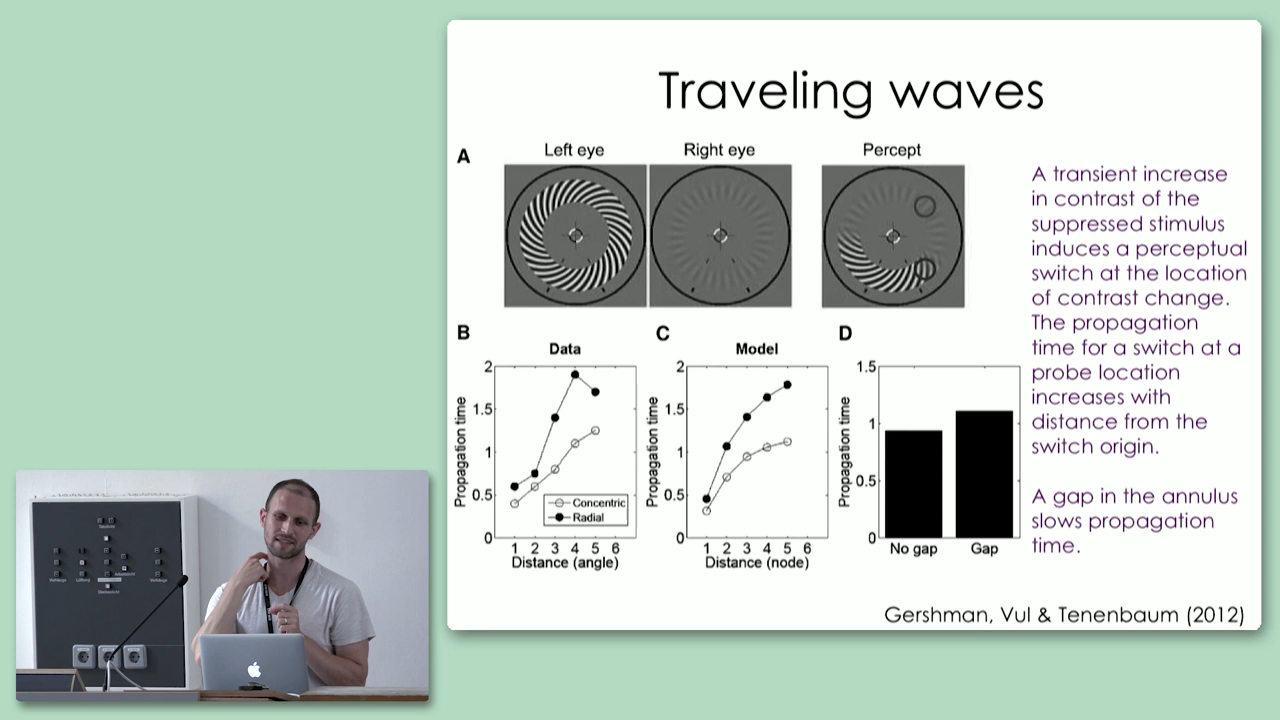 Traveling waves
A
Left eye
Right eye
Percept
A transient increase
in contrast of the
suppressed stimulus
induces a perceptual
switch at the location
of contrast change.
The propagation
time for a switch at a
probe location
increases with
distance from the
switch origin.
A gap in the annulus
slows propagation
time.
B
Data
Propagation time
2
1.5
1
0.5
0
Concentric
Radial
1 2 3 4 5 6
Distance (angle)
C
Model
Propagation time
2
1.5
1
0.5
0
1 2 3 4 5 6
Distance (node)
D
Propagation time
1.5
1
0.5
0
No gap
Gap
Gershman, Vul & Tenenbaum (2012)